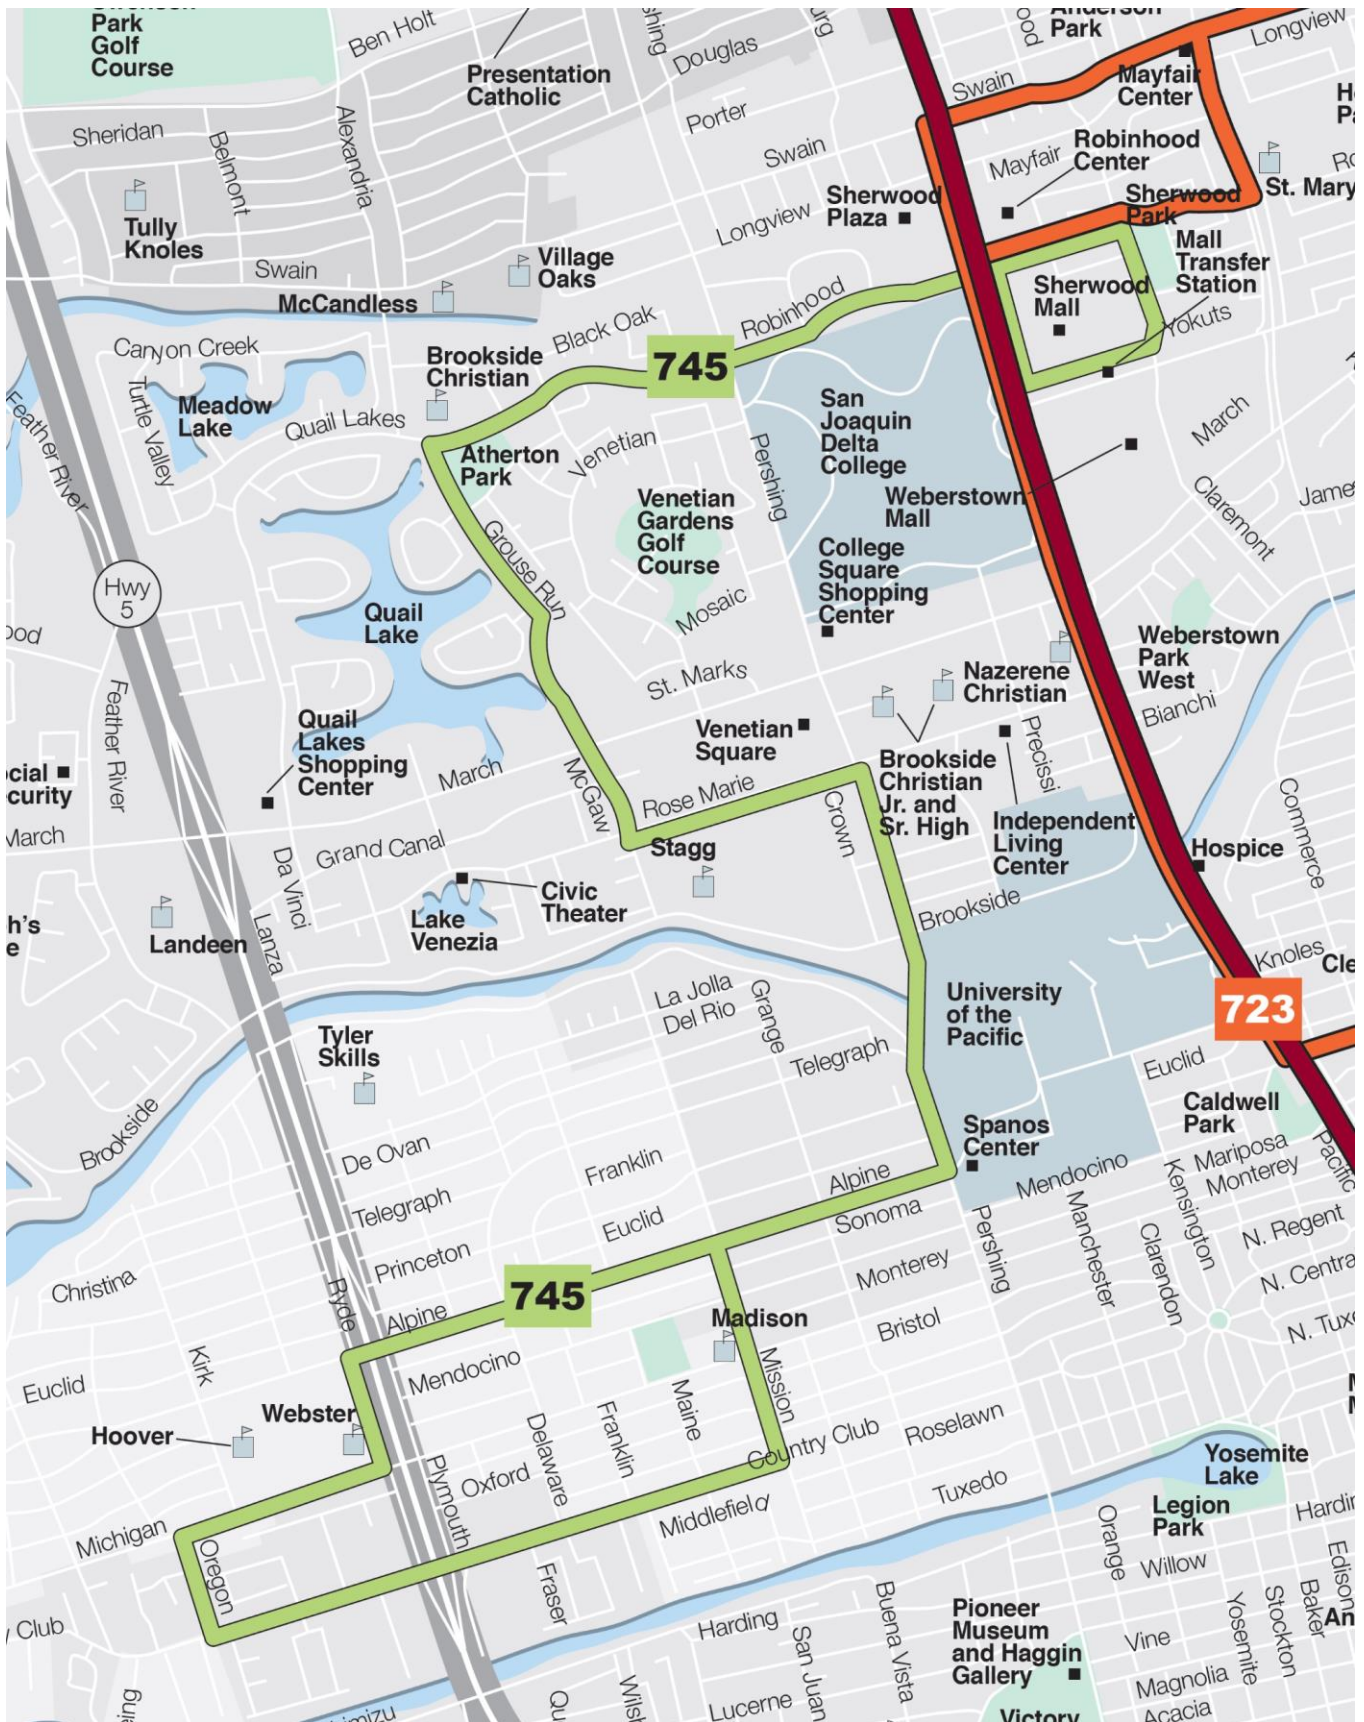 Park
Golf
Course
Ben Holt
Presentation
Catholic
Douglas
Anderson
Park
Longview
Swain
Mayfair
Center
Porter
Sheridan
Belmont
Alexandria
Swain
Mayfair
Robinhood
Center
Tully
Knoles
Sherwood
Plaza
Sherwood
Park
St. Mary
Longview
Village
Oaks
Mall
Transfer
Station
Swain
McCandless
Sherwood
Mall
Robinhood
Yokuts
Black Oak
Canyon Creek
Brookside
Christian
745
Turtle Valley
Meadow
Lake
Quail Lakes
San
Joaquin
Delta
College
March
Feather River
Atherton
Park
Venetian
Pershing
Venetian
Gardens
Golf
Course
Weberstown
Mall
Claremont
Grouse Run
College
Square
Shopping
Center
Hwy
5
Quail
Lake
Mosaic
Weberstown
Park
West
St. Marks
Nazerene
Christian
Bianchi
Feather River
Quail
Lakes
Shopping
Center
Venetian
Square
Precissi
March
McGaw
Rose Marie
Crown
Brookside
Christian
Jr. and
Sr. High
Independent
Living
Center
Commerce
March
Grand Canal
Stagg
Hospice
Da Vinci
Civic
Theater
Brookside
Landeen
Lanza
Lake
Venezia
Knoles
La Jolla
Del Rio
Grange
University
of the
Pacific
723
Tyler
Skills
Telegraph
Euclid
Brookside
Caldwell
Park
Spanos
Center
De Ovan
Franklin
Alpine
Mendocino
Mariposa
Monterey
Pacific
Kensington
Telegraph
Euclid
Sonoma
Pershing
Manchester
Clarendon
N. Regent
Princeton
Monterey
N. Centra
Christina
Ryde
745
Alpine
Madison
Bristol
N. Tux
Kirk
Mendocino
Mission
Euclid
Maine
Webster
Hoover
Delaware
Franklin
Country Club
Roselawn
Plymouth
Oxford
Yosemite
Lake
Tuxedo
Michigan
Middlefield
Legion
Park
Orange
Oregon
Fraser
Willow
Edison
Buena Vista
Yosemite
Stockton
Baker
Club
Harding
San Juan
Pioneer
Museum
and Haggin
Gallery
Vine
Magnolia
Lucerne
Victory
Acacia